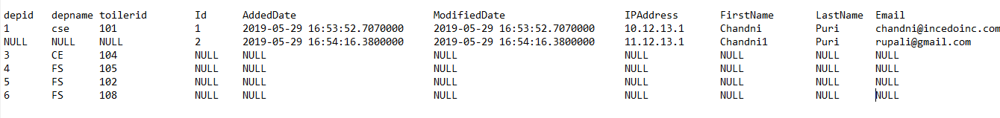 depid depname toilerid Id AddedDate ModifiedDate IPAddress FirstName LastName Email
1 cse 101 1 2019-05-29 16:53:52.7070000 2019-05-29 16:53:52.7070000 10.12.13.1 Chandni Puri chandni@incedoinc.com
NULL NULL NULL 2 2019-05-29 16:54:16.3800000 2019-05-29 16:54:16.3800000 11.12.13.1 Chandni1 Puri rupali@gmail.com
3 CE 104 NULL NULL NULL NULL NULL NULL NULL
4 FS 105 NULL NULL NULL NULL NULL NULL NULL
5 FS 102 NULL NULL NULL NULL NULL NULL NULL
6 FS 108 NULL NULL NULL NULL NULL NULL NULL